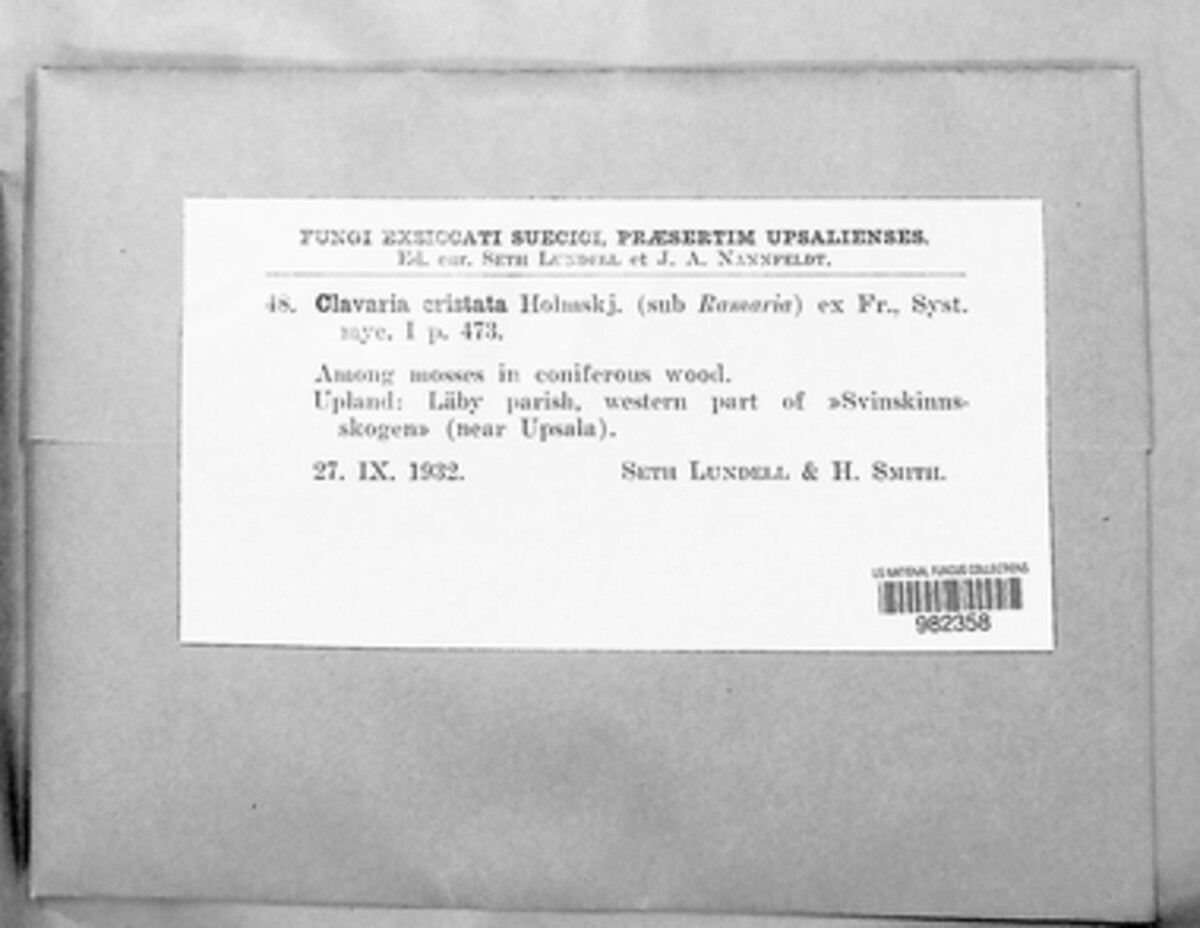 FUNGI EXSICCATI SUECICI, PRÆSERTIM UPSALIENSES.
Ed. cur. SETH LUNDELL et J. A. NANNFELDT.
48. Clavaria cristata Holmskj. (sub Ramaria) ex Fr., Syst.
myc. I p. 473.
Among mosses in coniferous wood.
Upland: Läby parish, western part of »Svinskinns-
skogen» (near Upsala).
27. IX. 1932. SETH LUNDELL & H. SMITH.
US NATIONAL FUNGUS COLLECTIONS
982358